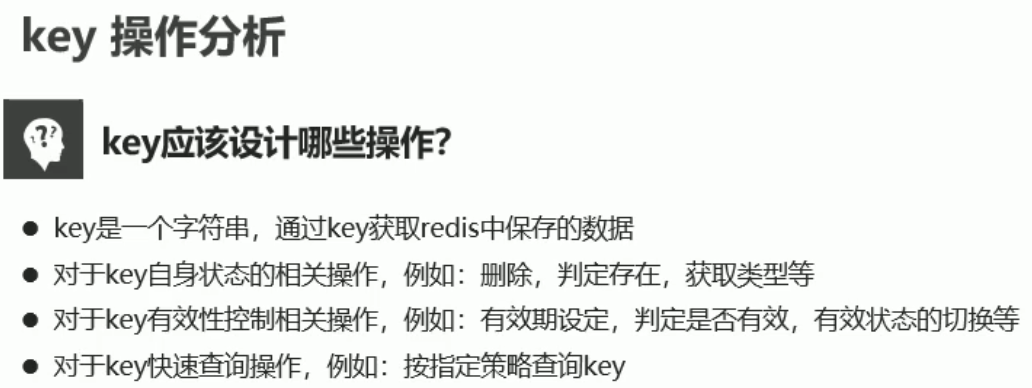 key 操作分析
key应该设计哪些操作？
● key是一个字符串，通过key获取redis中保存的数据
● 对于key自身状态的相关操作，例如：删除，判定存在，获取类型等
● 对于key有效性控制相关操作，例如：有效期设定，判定是否有效，有效状态的切换等
● 对于key快速查询操作，例如：按指定策略查询key